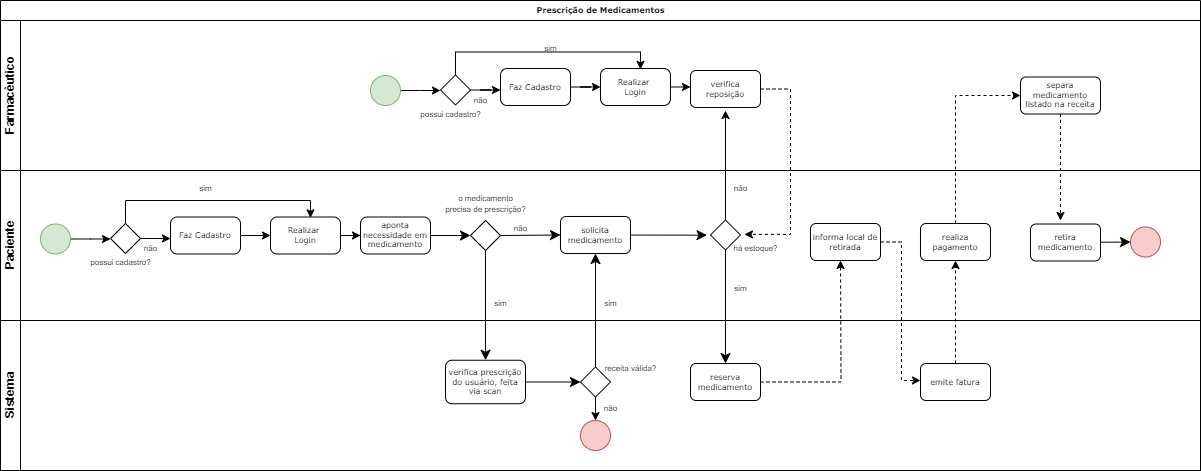 Prescrição de Medicamentos
Farmacêutico
sim
possui cadastro?
não
Faz Cadastro
Realizar
Login
verifica
reposição
separa
medicamento
listado na receita
Paciente
sim
possui cadastro?
não
Faz Cadastro
Realizar
Login
aponta
necessidade em
medicamento
o medicamento
precisa de prescrição?
não
sim
solicita
medicamento
sim
não
há estoque?
sim
informa local de
retirada
realiza
pagamento
retira
medicamento
Sistema
verifica prescrição
do usuário, feita
via scan
receita válida?
não
reserva
medicamento
emite fatura